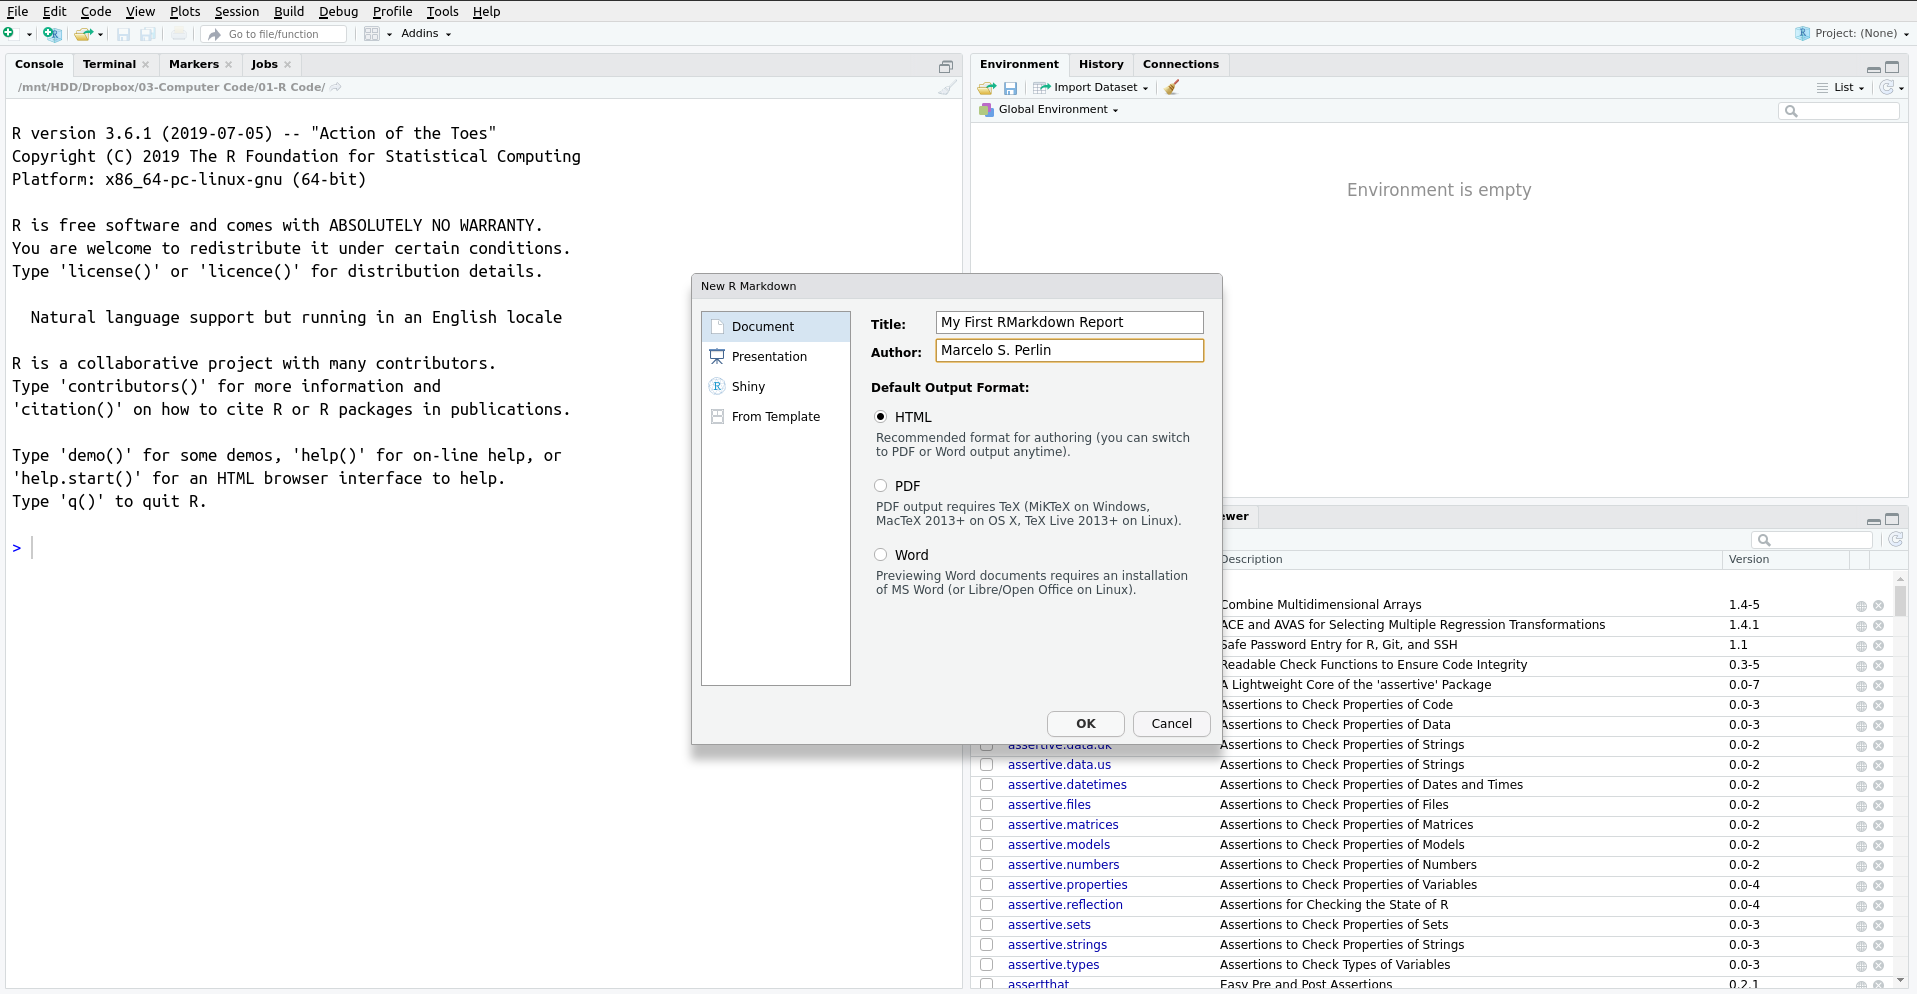 File Edit Code View Plots Session Build Debug Profile Tools Help
Go to file/function Addins Project: (None)
Console Terminal Markers Jobs
/mnt/HDD/Dropbox/03-Computer Code/01-R Code/
R version 3.6.1 (2019-07-05) -- "Action of the Toes"
Copyright (C) 2019 The R Foundation for Statistical Computing
Platform: x86_64-pc-linux-gnu (64-bit)
R is free software and comes with ABSOLUTELY NO WARRANTY.
You are welcome to redistribute it under certain conditions.
Type 'license()' or 'licence()' for distribution details.
Natural language support but running in an English locale
R is a collaborative project with many contributors.
Type 'contributors()' for more information and
'citation()' on how to cite R or R packages in publications.
Type 'demo()' for some demos, 'help()' for on-line help, or
'help.start()' for an HTML browser interface to help.
Type 'q()' to quit R.
>
Environment History Connections
Import Dataset List
Global Environment
Environment is empty
New R Markdown
Document
Presentation
Shiny
From Template
Title: My First RMarkdown Report
Author: Marcelo S. Perlin
Default Output Format:
HTML
Recommended format for authoring (you can switch
to PDF or Word output anytime).
PDF
PDF output requires TeX (MiKTeX on Windows,
MacTeX 2013+ on OS X, TeX Live 2013+ on Linux).
Word
Previewing Word documents requires an installation
of MS Word (or Libre/Open Office on Linux).
OK Cancel
ewer
Description Version
Combine Multidimensional Arrays 1.4-5
ACE and AVAS for Selecting Multiple Regression Transformations 1.4.1
Safe Password Entry for R, Git, and SSH 1.1
Readable Check Functions to Ensure Code Integrity 0.3-5
A Lightweight Core of the 'assertive' Package 0.0-7
Assertions to Check Properties of Code 0.0-3
Assertions to Check Properties of Data 0.0-3
assertive.data.uk Assertions to Check Properties of Strings 0.0-2
assertive.data.us Assertions to Check Properties of Strings 0.0-2
assertive.datetimes Assertions to Check Properties of Dates and Times 0.0-2
assertive.files Assertions to Check Properties of Files 0.0-2
assertive.matrices Assertions to Check Properties of Matrices 0.0-2
assertive.models Assertions to Check Properties of Models 0.0-2
assertive.numbers Assertions to Check Properties of Numbers 0.0-2
assertive.properties Assertions to Check Properties of Variables 0.0-4
assertive.reflection Assertions for Checking the State of R 0.0-4
assertive.sets Assertions to Check Properties of Sets 0.0-3
assertive.strings Assertions to Check Properties of Strings 0.0-3
assertive.types Assertions to Check Types of Variables 0.0-3
assertthat Easy Pre and Post Assertions 0.2.1